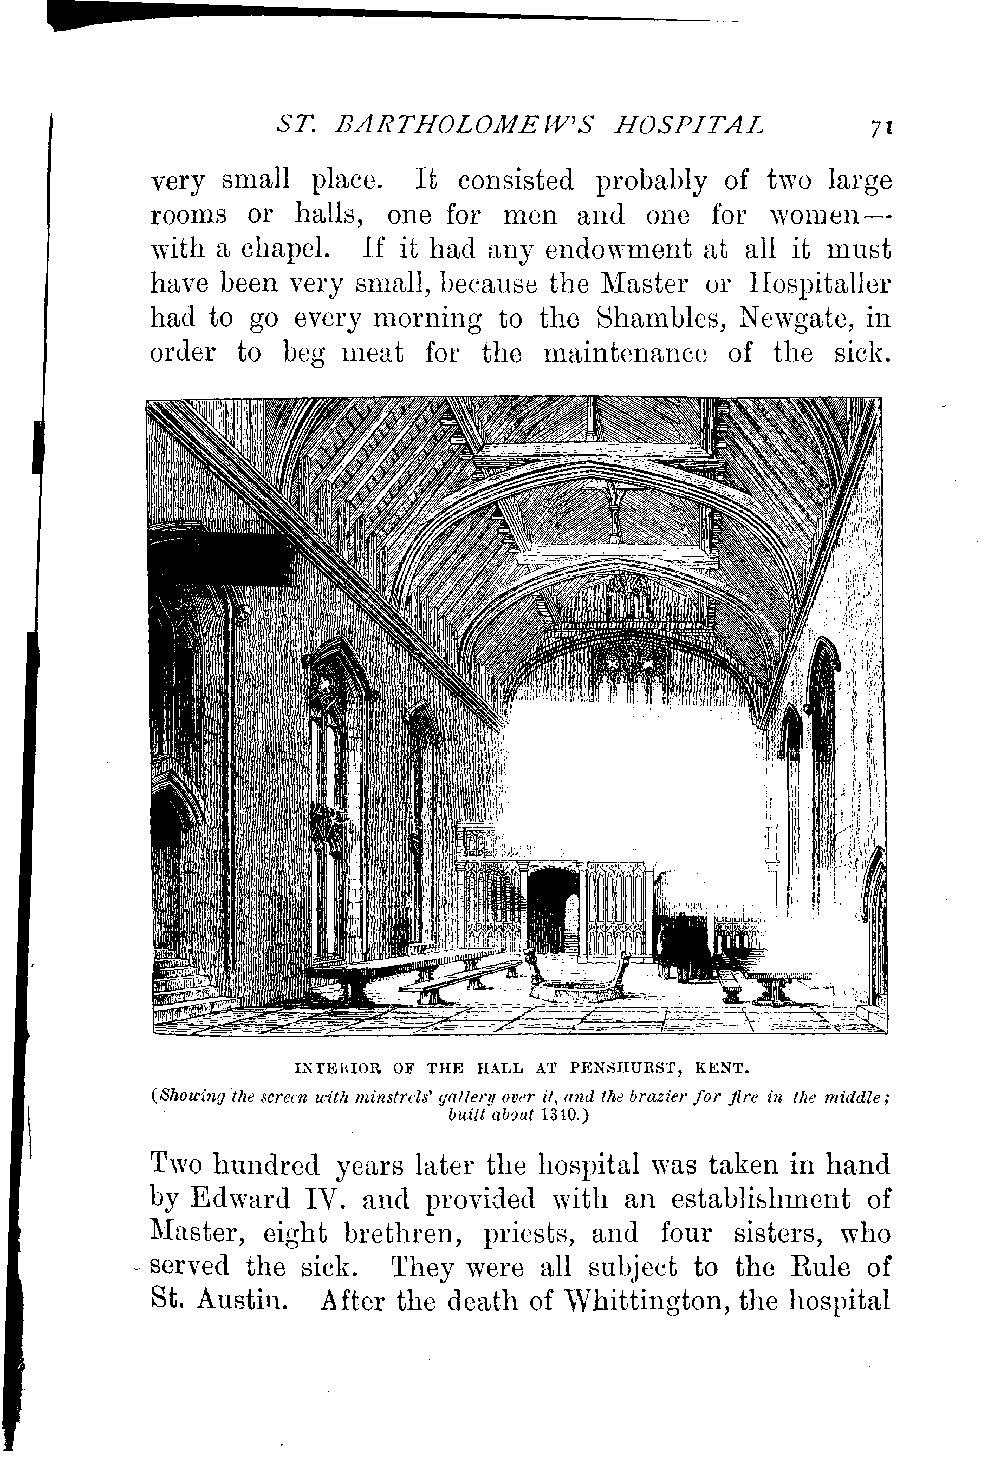 ST. BARTHOLOMEW'S HOSPITAL 71
very small place. It consisted probably of two large
rooms or halls, one for men and one for women—
with a chapel. If it had any endowment at all it must
have been very small, because the Master or Hospitaller
had to go every morning to the Shambles, Newgate, in
order to beg meat for the maintenance of the sick.
INTERIOR OF THE HALL AT PENSHURST, KENT.
(Showing the screen with minstrels' gallery over it, and the brazier for fire in the middle;
built about 1340.)
Two hundred years later the hospital was taken in hand
by Edward IV. and provided with an establishment of
Master, eight brethren, priests, and four sisters, who
served the sick. They were all subject to the Rule of
St. Austin. After the death of Whittington, the hospital